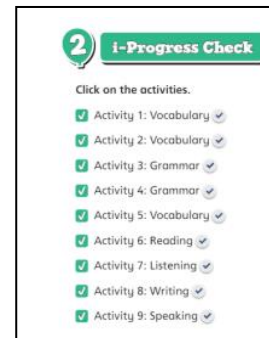 2 i-Progress Check
Click on the activities.
Activity 1: Vocabulary
Activity 2: Vocabulary
Activity 3: Grammar
Activity 4: Grammar
Activity 5: Vocabulary
Activity 6: Reading
Activity 7: Listening
Activity 8: Writing
Activity 9: Speaking